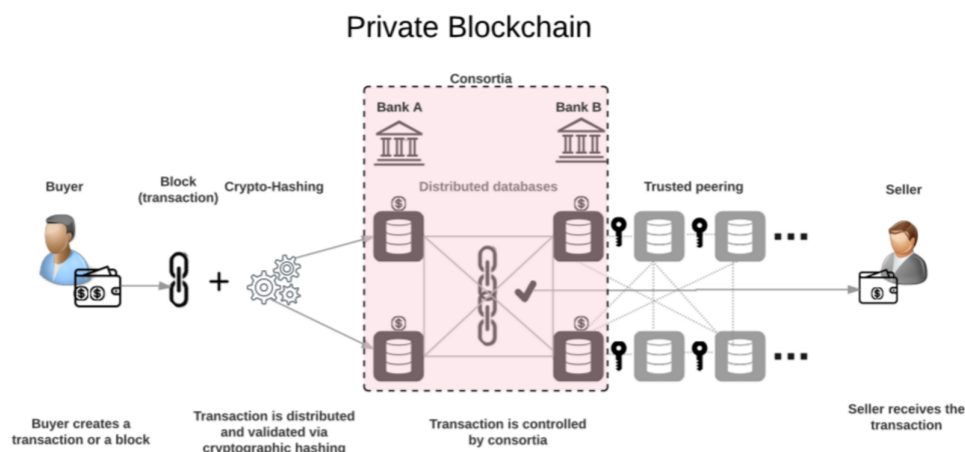 Private Blockchain
Consortia
Bank A
Bank B
Buyer
Block
(transaction)
Crypto-Hashing
Distributed databases
Trusted peering
Seller
Buyer creates a
transaction or a block
Transaction is distributed
and validated via
cryptographic hashing
Transaction is controlled
by consortia
Seller receives the
transaction